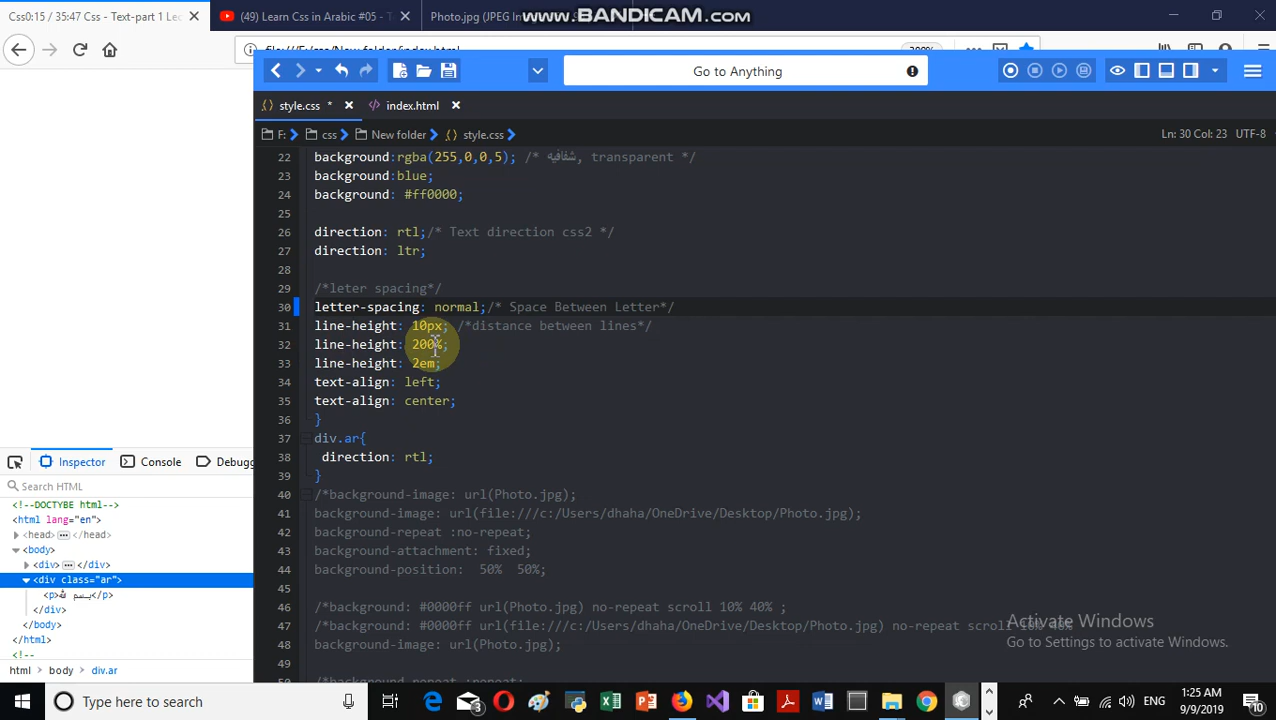 Css0:15 / 35:47 Css - Text-part 1 Lec
(49) Learn Css in Arabic #05 - T
Photo.jpg (JPEG Im
www.BANDICAM.com
Go to Anything
style.css *
index.html
F:
css
New folder
style.css
Ln: 30 Col: 23 UTF-8
22 background:rgba(255,0,0,5); /* شفافيه, transparent */
23 background:blue;
24 background: #ff0000;
25
26 direction: rtl;/* Text direction css2 */
27 direction: ltr;
28
29 /*leter spacing*/
30 letter-spacing: normal;/* Space Between Letter*/
31 line-height: 10px; /*distance between lines*/
32 line-height: 200%;
33 line-height: 2em;
34 text-align: left;
35 text-align: center;
36 }
37 div.ar{
38 direction: rtl;
39 }
40 /*background-image: url(Photo.jpg);
41 background-image: url(file:///c:/Users/dhaha/OneDrive/Desktop/Photo.jpg);
42 background-repeat :no-repeat;
43 background-attachment: fixed;
44 background-position: 50% 50%;
45
46 /*background: #0000ff url(Photo.jpg) no-repeat scroll 10% 40% ;
47 /*background: #0000ff url(file:///c:/Users/dhaha/OneDrive/Desktop/Photo.jpg) no-repeat scroll
48 background-image: url(Photo.jpg);
49
Inspector
Console
Debugg
Search HTML
<!--DOCTYBE html-->
<html lang="en">
<head> </head>
<body>
<div> </div>
<div class="ar">
<p>بسم الله</p>
</div>
</body>
</html>
<!--
html
body
div.ar
Activate Windows
Go to Settings to activate Windows.
Type here to search
3
ENG
1:25 AM
9/9/2019
10